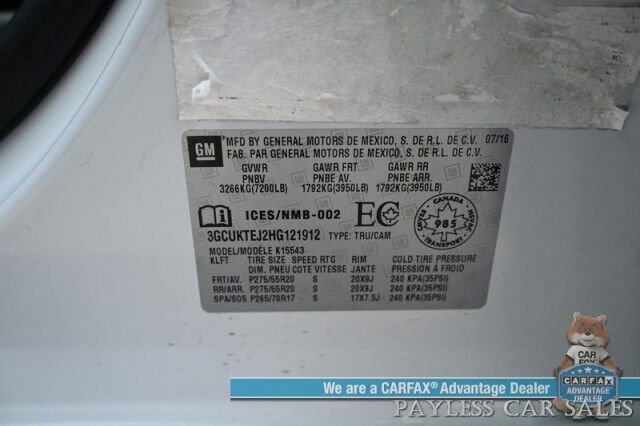 GM
MFD BY GENERAL MOTORS DE MEXICO, S. DE R.L. DE C.V. 07/16
FAB. PAR GENERAL MOTORS DE MEXICO, S. DE R.L. DE C.V.
GVWR GAWR FRT GAWR RR
PNBV PNBE AV. PNBE ARR.
3266KG(7200LB) 1792KG(3950LB) 1792KG(3950LB)
ICES/NMB-002 EC
985
3GCUKTEJ2HG121912 TYPE: TRU/CAM
MODEL/MODÈLE K15543
KLFT TIRE SIZE SPEED RTG RIM COLD TIRE PRESSURE
DIM. PNEU COTE VITESSE JANTE PRESSION À FROID
FRT/AV. P275/55R20 S 20X9J 240 KPA(35PSI)
RR/ARR. P275/55R20 S 20X9J 240 KPA(35PSI)
SPA/SOS P265/70R17 S 17X7.5J 240 KPA(35PSI)
CAR
FOX
CARFAX
ADVANTAGE
DEALER
We are a CARFAX® Advantage Dealer
PAYLESS CAR SALES